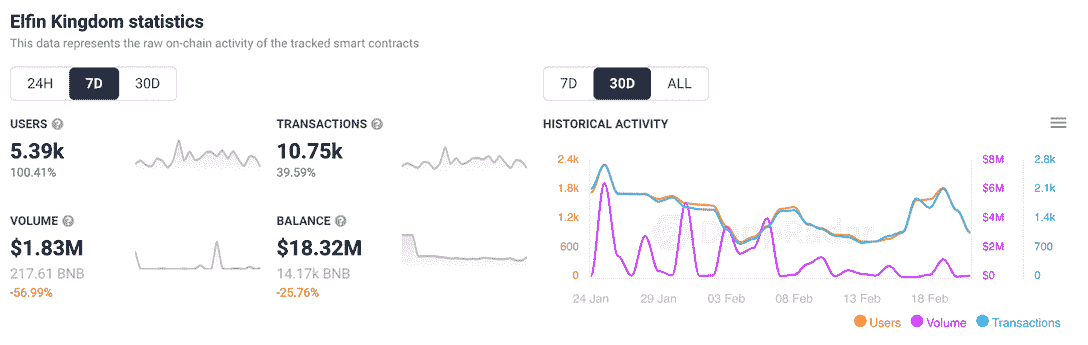 Elfin Kingdom statistics
This data represents the raw on-chain activity of the tracked smart contracts
24H 7D 30D
7D 30D ALL
USERS ?
5.39k
100.41%
TRANSACTIONS ?
10.75k
39.59%
VOLUME ?
$1.83M
217.61 BNB
-56.99%
BALANCE ?
$18.32M
14.17k BNB
-25.76%
HISTORICAL ACTIVITY
2.4k $8M 2.8k
1.8k $6M 2.1k
$4M
1.2k 1.4k
600 $2M 700
0 $0 0
24 Jan 29 Jan 03 Feb 08 Feb 13 Feb 18 Feb
Users Volume Transactions